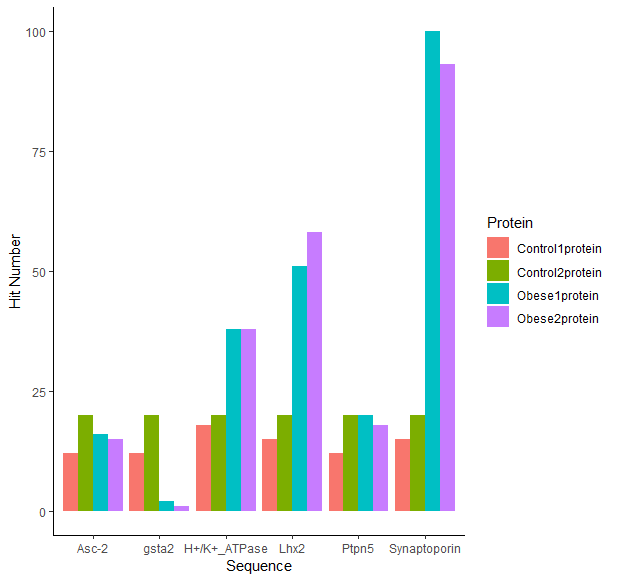 100
75
50
25
0
Hit Number
Asc-2 gsta2 H+/K+_ATPase Lhx2 Ptpn5 Synaptoporin
Sequence
Protein
Control1protein
Control2protein
Obese1protein
Obese2protein